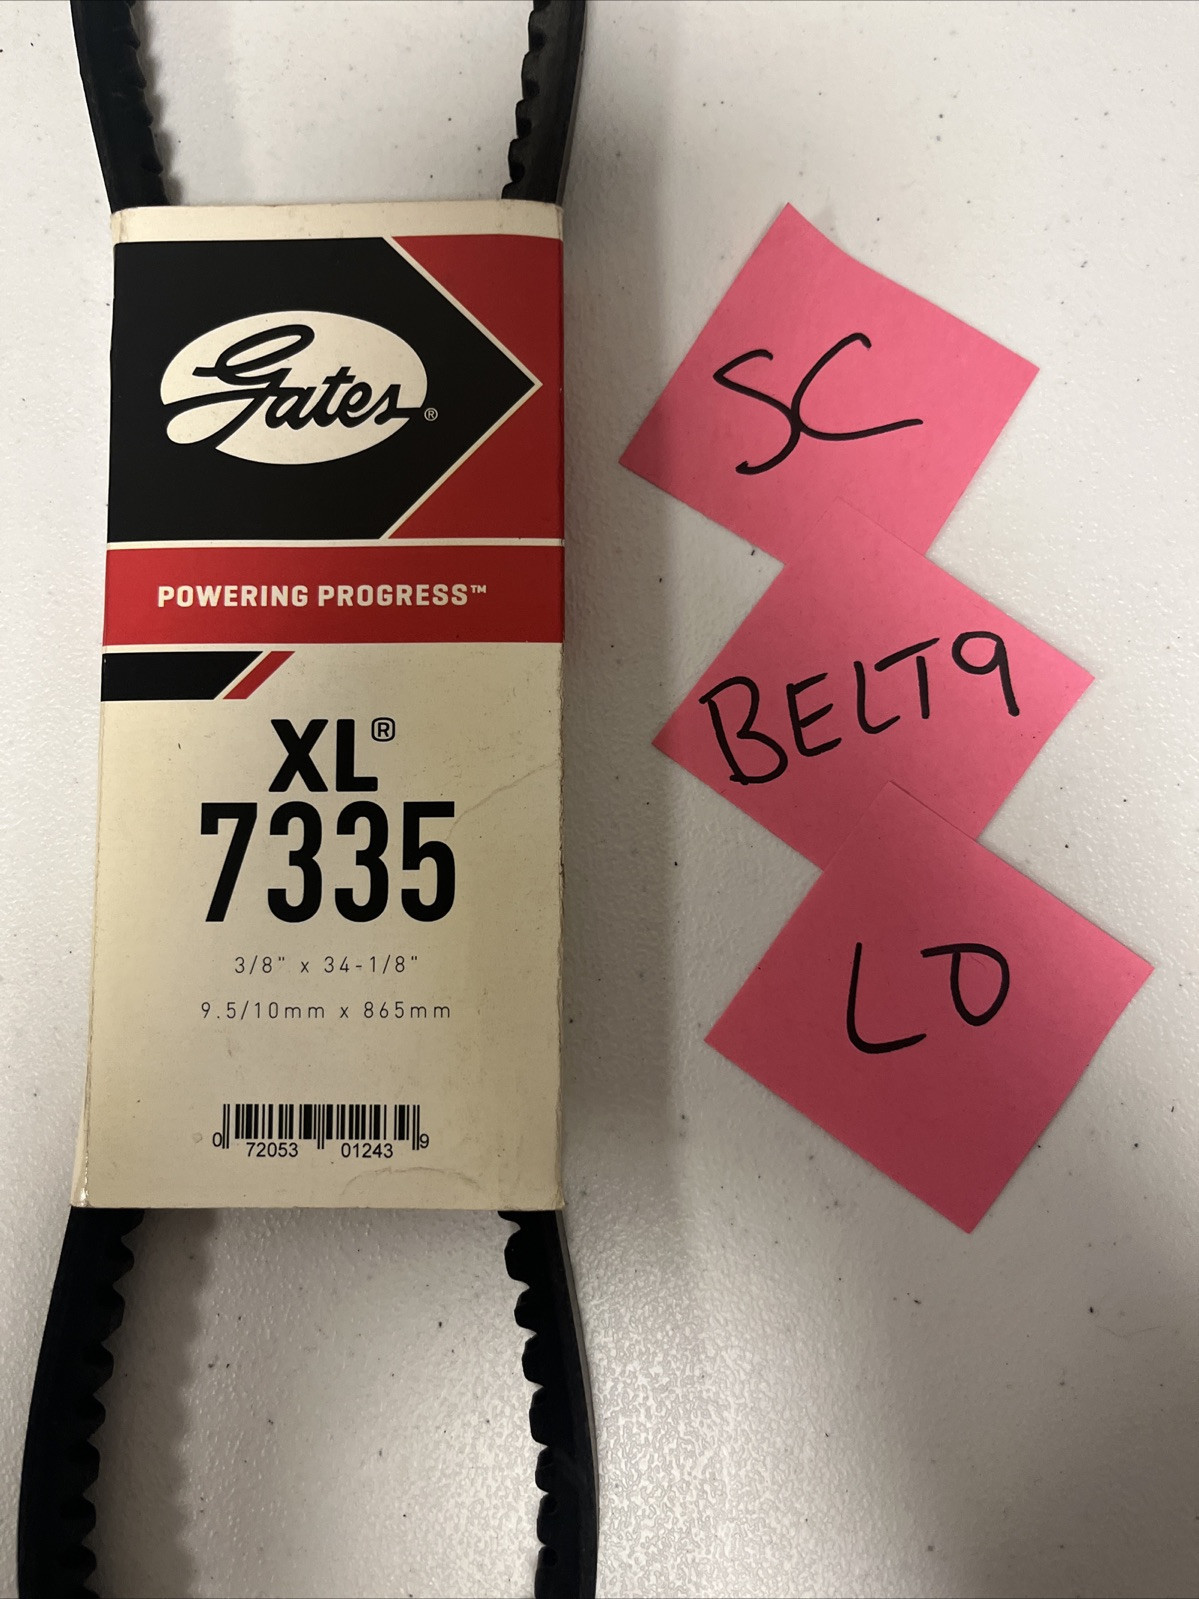 Gates®
POWERING PROGRESS™
XL®
7335
3/8" x 34-1/8"
9.5/10mm x 865mm
0 72053 01243 9
SC
BELT9
LO